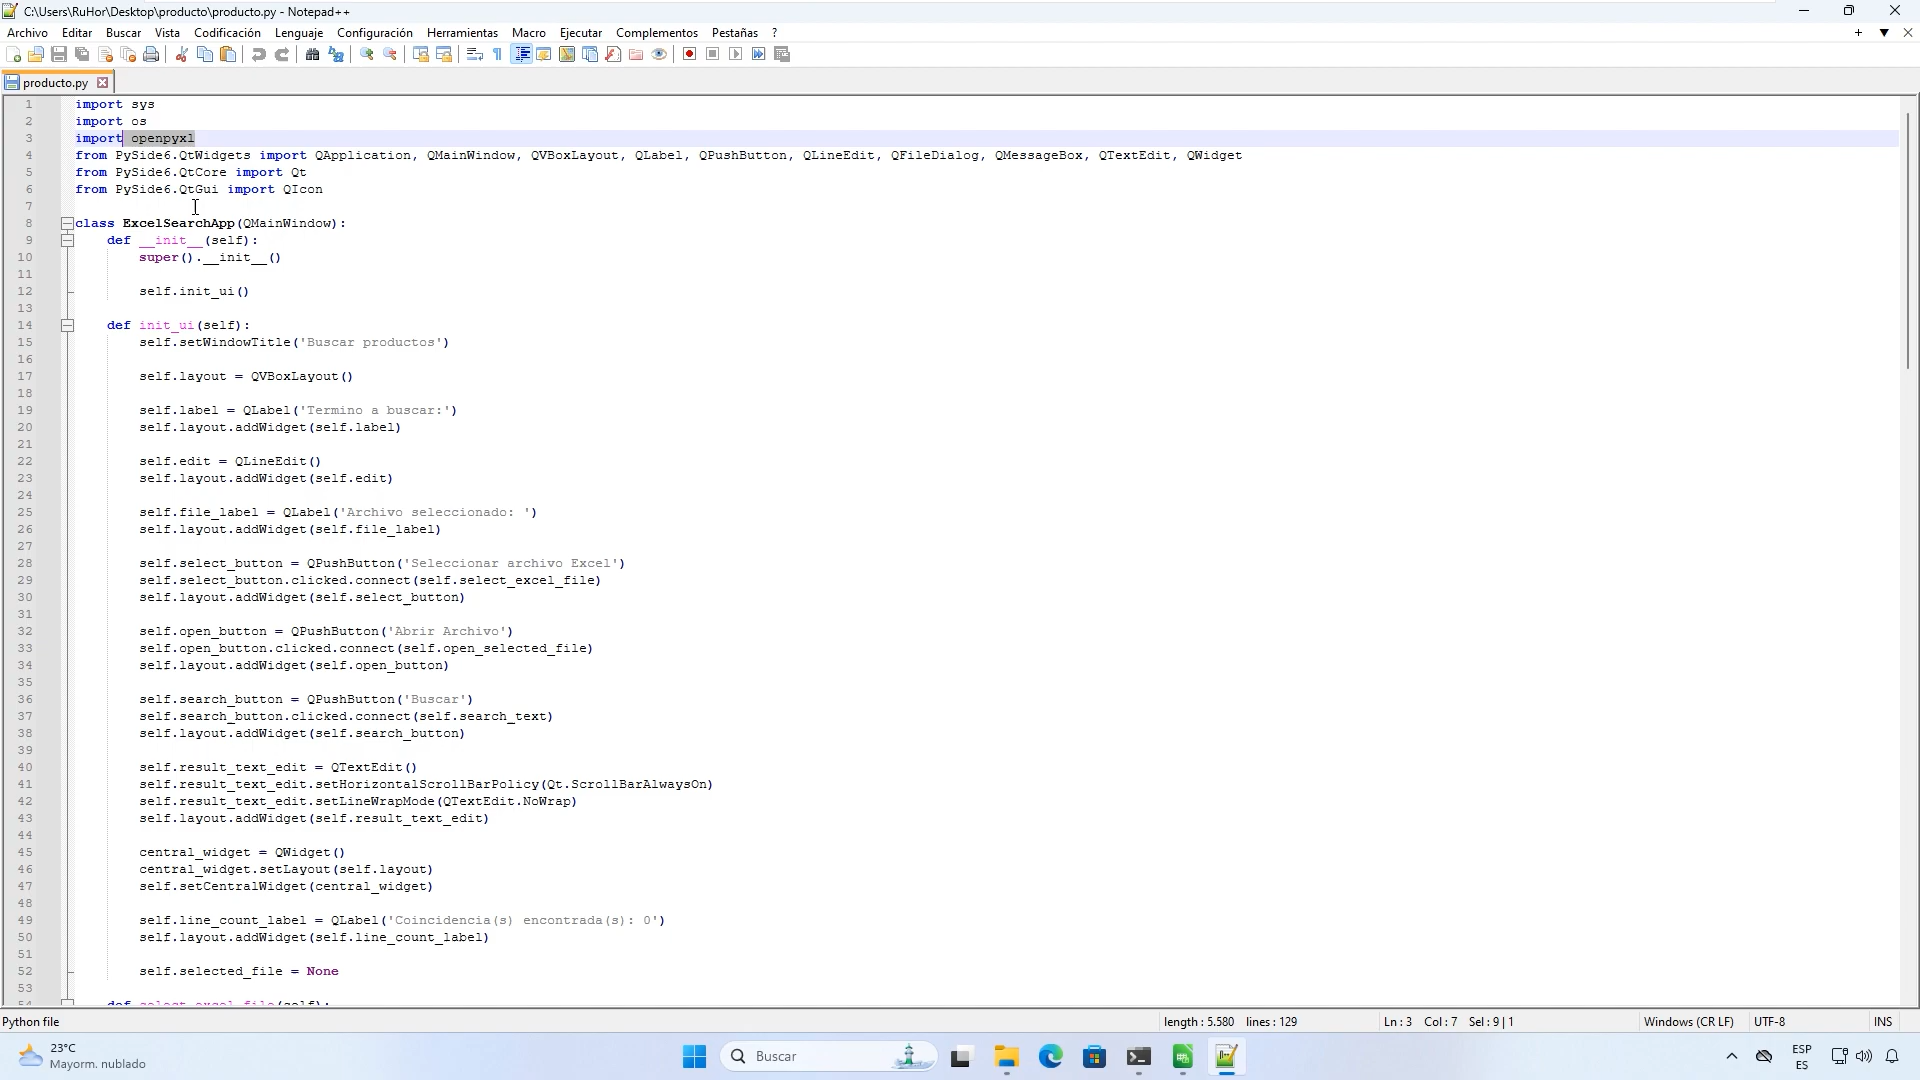 C:\Users\RuHor\Desktop\producto\producto.py - Notepad++
Archivo Editar Buscar Vista Codificación Lenguaje Configuración Herramientas Macro Ejecutar Complementos Pestañas ?
producto.py
1 import sys
2 import os
3 import openpyxl
4 from PySide6.QtWidgets import QApplication, QMainWindow, QVBoxLayout, QLabel, QPushButton, QLineEdit, QFileDialog, QMessageBox, QTextEdit, QWidget
5 from PySide6.QtCore import Qt
6 from PySide6.QtGui import QIcon
7
8 class ExcelSearchApp(QMainWindow):
9 def __init__(self):
10 super().__init__()
11
12 self.init_ui()
13
14 def init_ui(self):
15 self.setWindowTitle('Buscar productos')
16
17 self.layout = QVBoxLayout()
18
19 self.label = QLabel('Termino a buscar:')
20 self.layout.addWidget(self.label)
21
22 self.edit = QLineEdit()
23 self.layout.addWidget(self.edit)
24
25 self.file_label = QLabel('Archivo seleccionado: ')
26 self.layout.addWidget(self.file_label)
27
28 self.select_button = QPushButton('Seleccionar archivo Excel')
29 self.select_button.clicked.connect(self.select_excel_file)
30 self.layout.addWidget(self.select_button)
31
32 self.open_button = QPushButton('Abrir Archivo')
33 self.open_button.clicked.connect(self.open_selected_file)
34 self.layout.addWidget(self.open_button)
35
36 self.search_button = QPushButton('Buscar')
37 self.search_button.clicked.connect(self.search_text)
38 self.layout.addWidget(self.search_button)
39
40 self.result_text_edit = QTextEdit()
41 self.result_text_edit.setHorizontalScrollBarPolicy(Qt.ScrollBarAlwaysOn)
42 self.result_text_edit.setLineWrapMode(QTextEdit.NoWrap)
43 self.layout.addWidget(self.result_text_edit)
44
45 central_widget = QWidget()
46 central_widget.setLayout(self.layout)
47 self.setCentralWidget(central_widget)
48
49 self.line_count_label = QLabel('Coincidencia(s) encontrada(s): 0')
50 self.layout.addWidget(self.line_count_label)
51
52 self.selected_file = None
53
54 def select_excel_file(self):
Python file length : 5.580 lines : 129 Ln : 3 Col : 7 Sel : 9 | 1 Windows (CR LF) UTF-8 INS
23°C
Mayorm. nublado
Buscar
ESP
ES